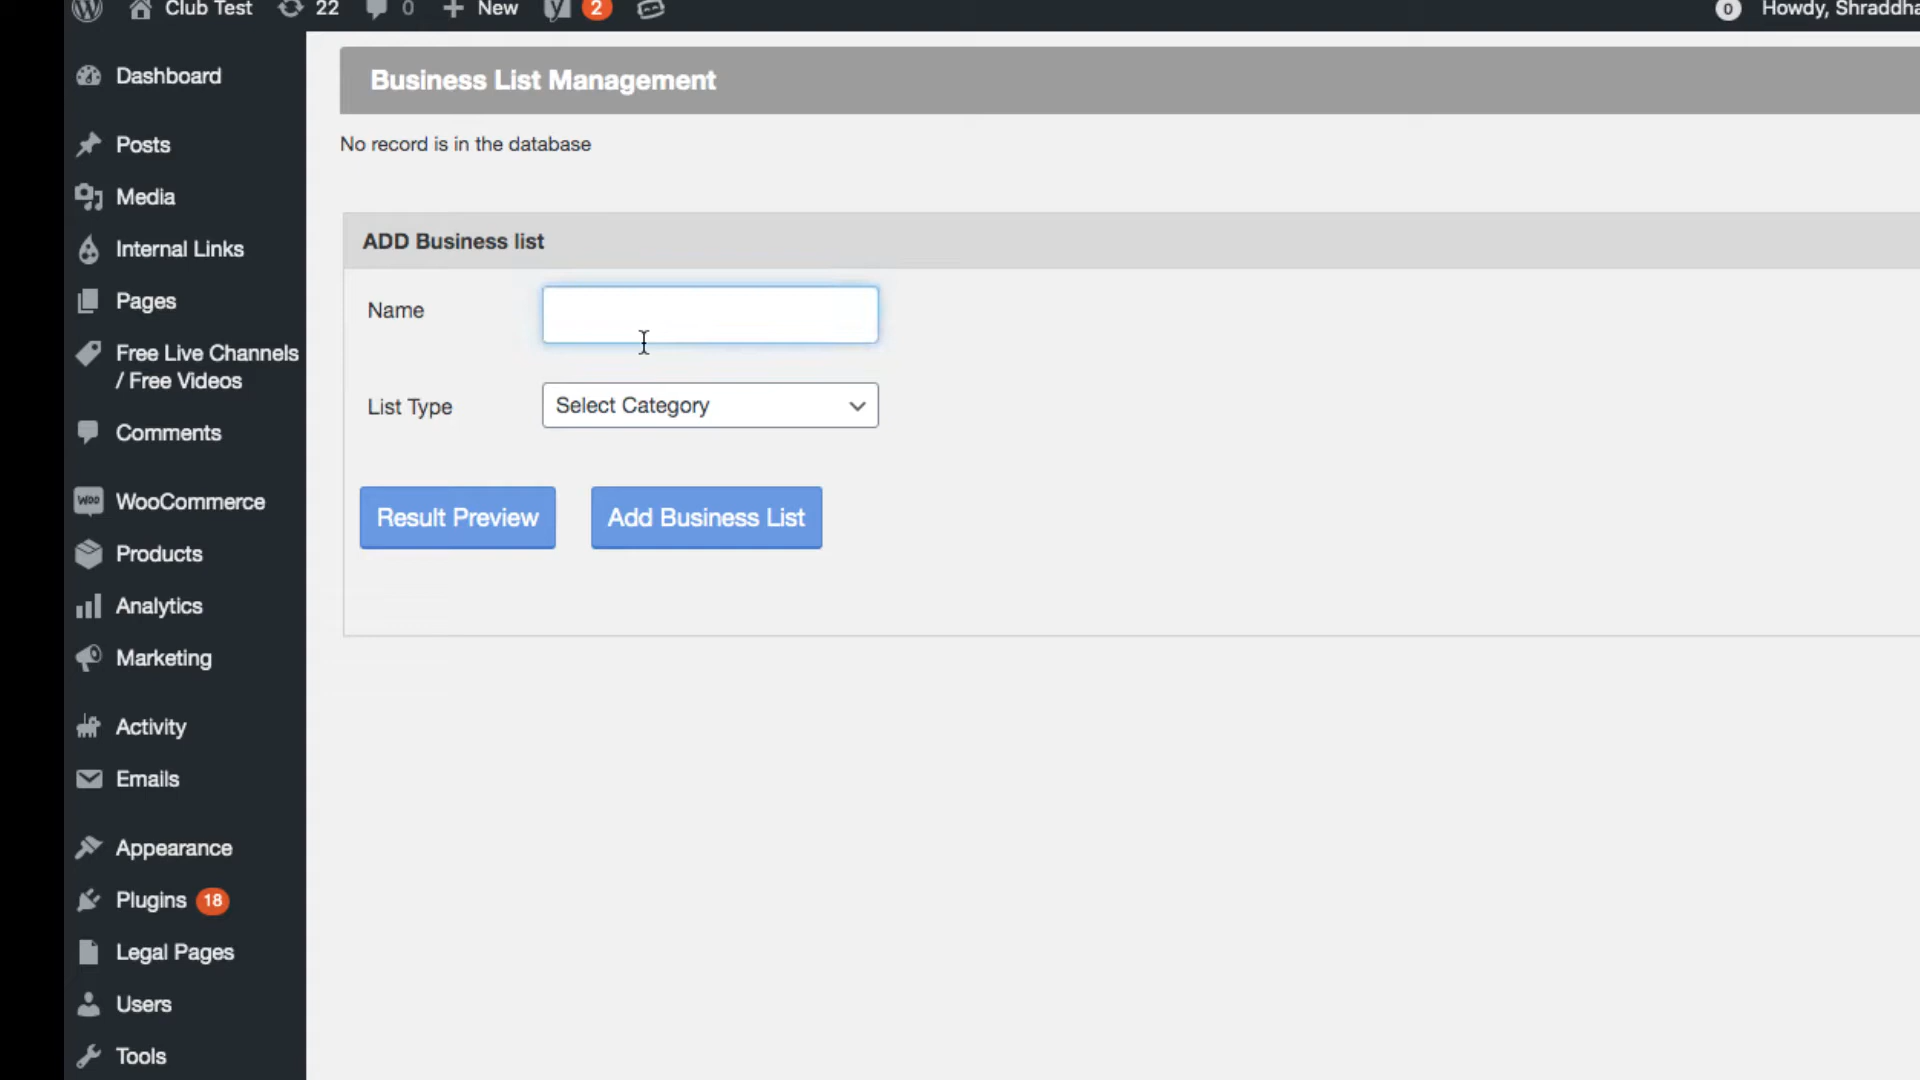 Club Test 22 0 New 2 0 Howdy, Shraddha
Dashboard
Posts
Media
Internal Links
Pages
Free Live Channels
/ Free Videos
Comments
WOO WooCommerce
Products
Analytics
Marketing
Activity
Emails
Appearance
Plugins 18
Legal Pages
Users
Tools
Business List Management
No record is in the database
ADD Business list
Name
List Type Select Category
Result Preview Add Business List